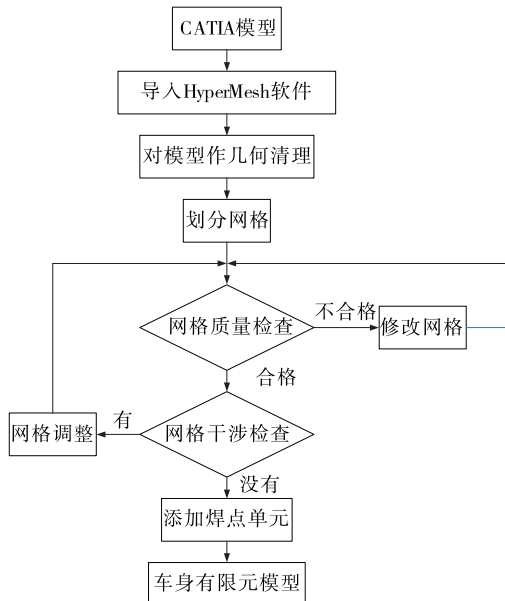 CATIA模型
导入HyperMesh软件
对模型作几何清理
划分网格
网格质量检查
不合格
修改网格
合格
网格调整
有
网格干涉检查
没有
添加焊点单元
车身有限元模型